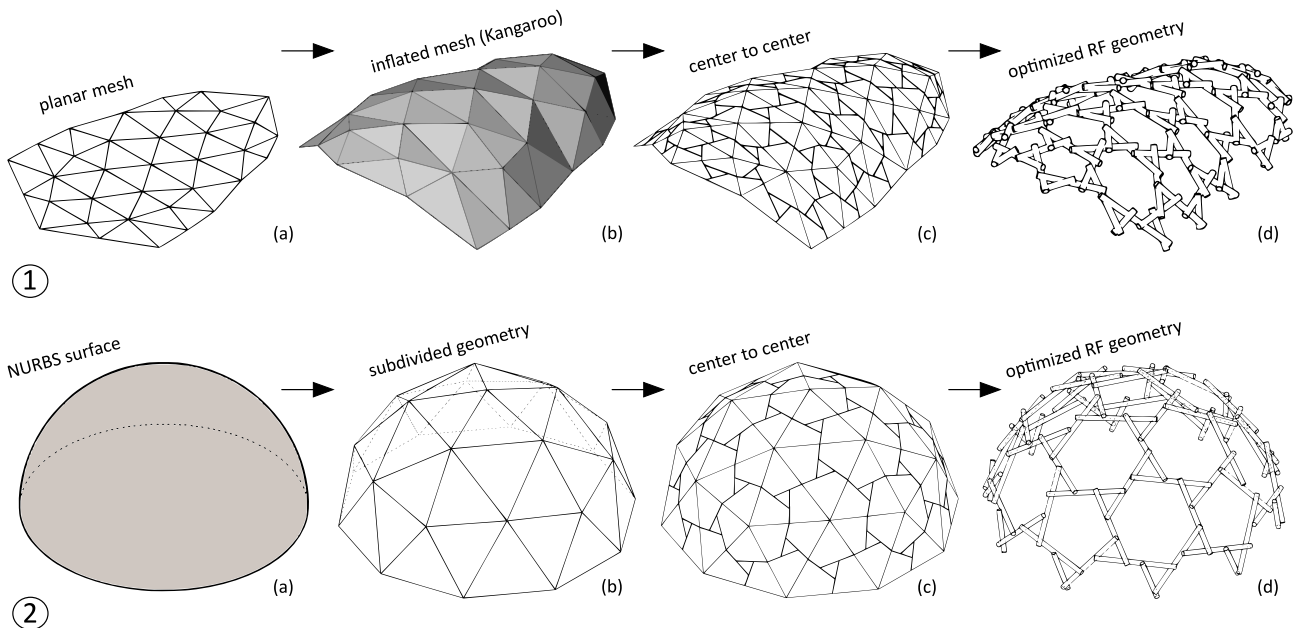 planar mesh
inflated mesh (Kangaroo)
center to center
optimized RF geometry
(a)
(b)
(c)
(d)
1
NURBS surface
subdivided geometry
center to center
optimized RF geometry
(a)
(b)
(c)
(d)
2